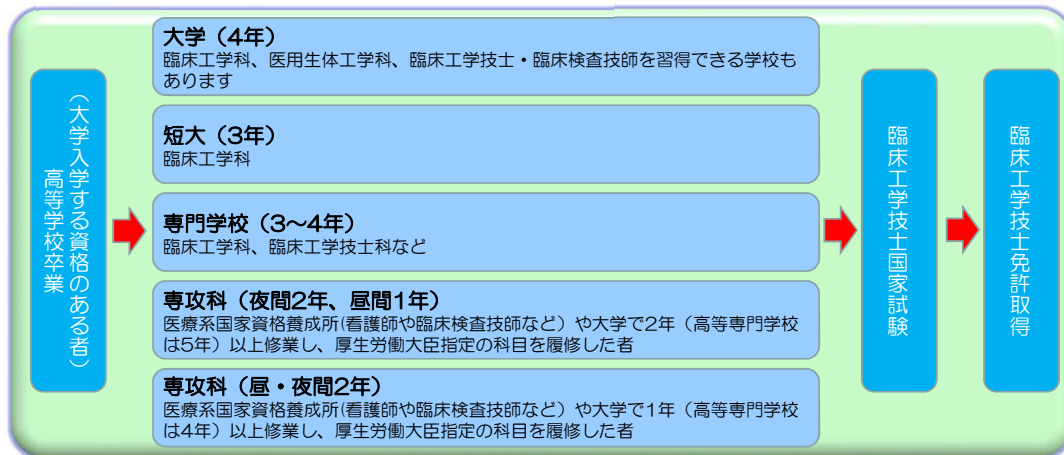 （大学入学する資格のある者）
高等学校卒業
大学（4年）
臨床工学科、医用生体工学科、臨床工学技士・臨床検査技師を習得できる学校も
あります
短大（3年）
臨床工学科
専門学校（3～4年）
臨床工学科、臨床工学技士科など
専攻科（夜間2年、昼間1年）
医療系国家資格養成所(看護師や臨床検査技師など）や大学で2年（高等専門学校
は5年）以上修業し、厚生労働大臣指定の科目を履修した者
専攻科（昼・夜間2年）
医療系国家資格養成所(看護師や臨床検査技師など）や大学で1年（高等専門学校
は4年）以上修業し、厚生労働大臣指定の科目を履修した者
臨床工学技士国家試験
臨床工学技士免許取得